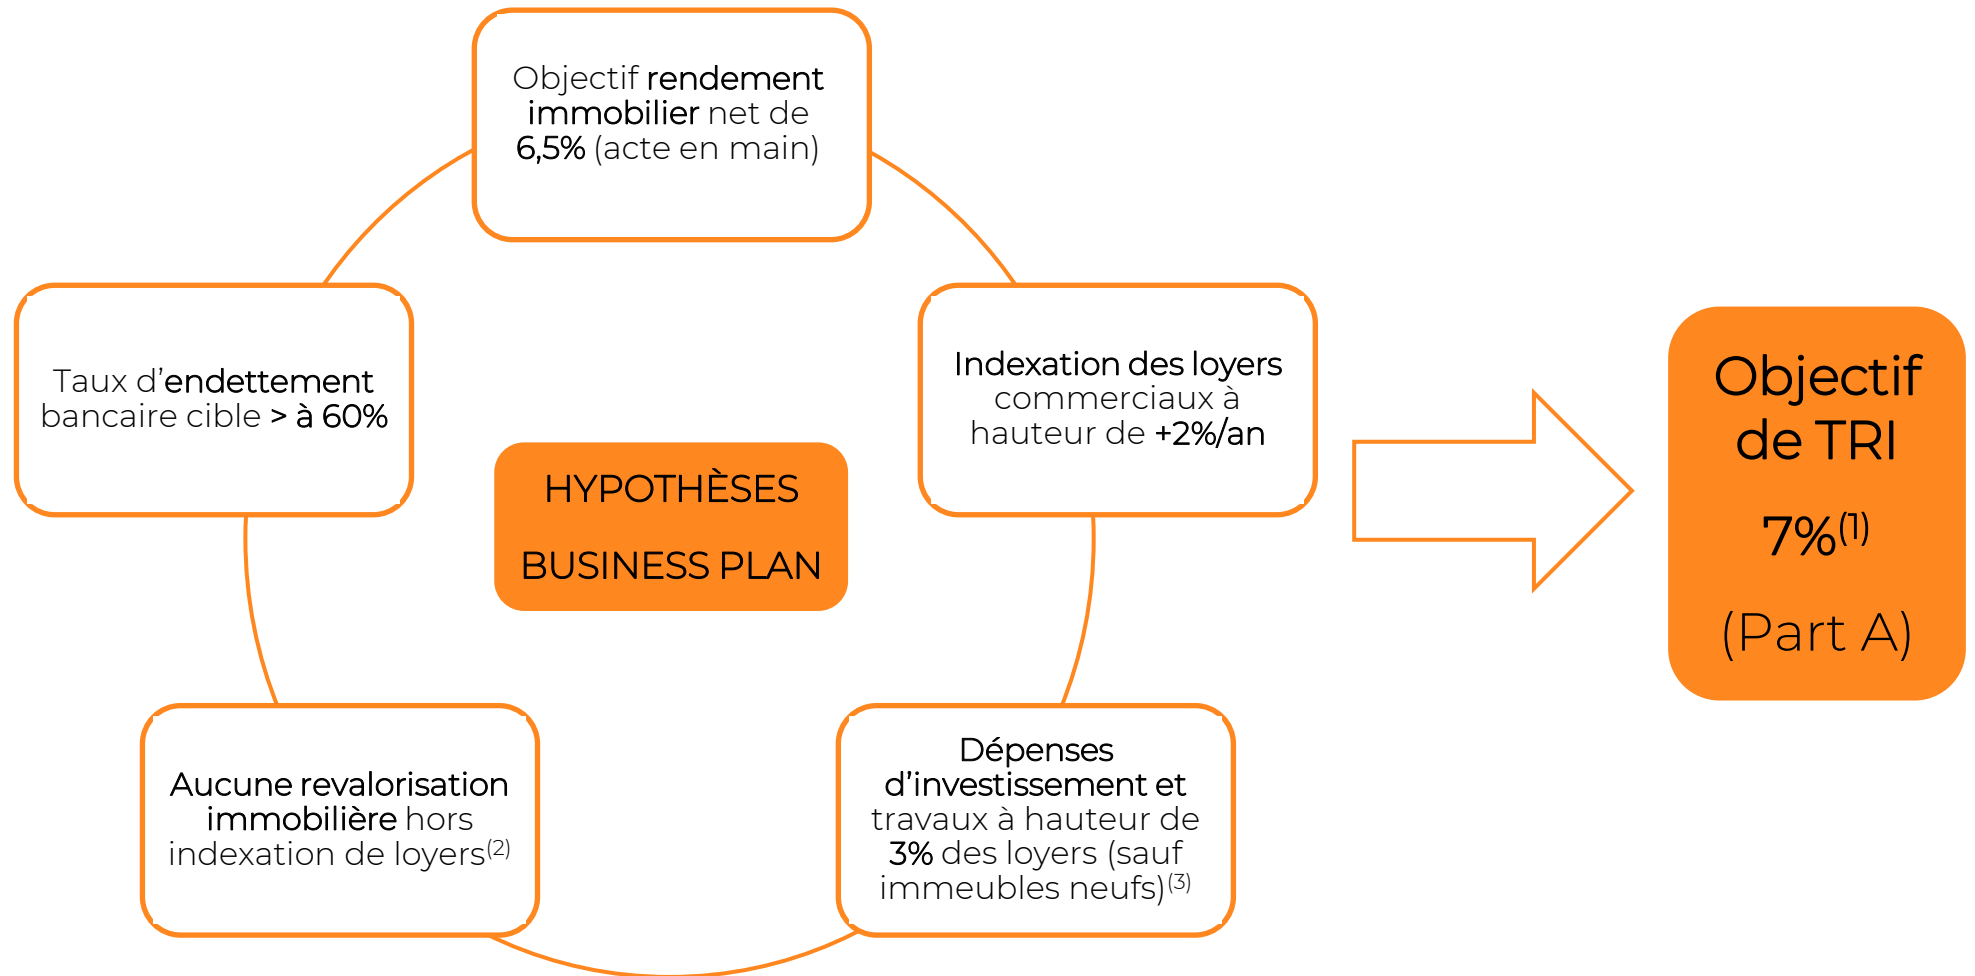 Objectif rendement
immobilier net de
6,5% (acte en main)
Taux d’endettement
bancaire cible > à 60%
Indexation des loyers
commerciaux à
hauteur de +2%/an
HYPOTHÈSES
BUSINESS PLAN
Aucune revalorisation
immobilière hors
indexation de loyers(2)
Dépenses
d’investissement et
travaux à hauteur de
3% des loyers (sauf
immeubles neufs)(3)
Objectif
de TRI
7%(1)
(Part A)